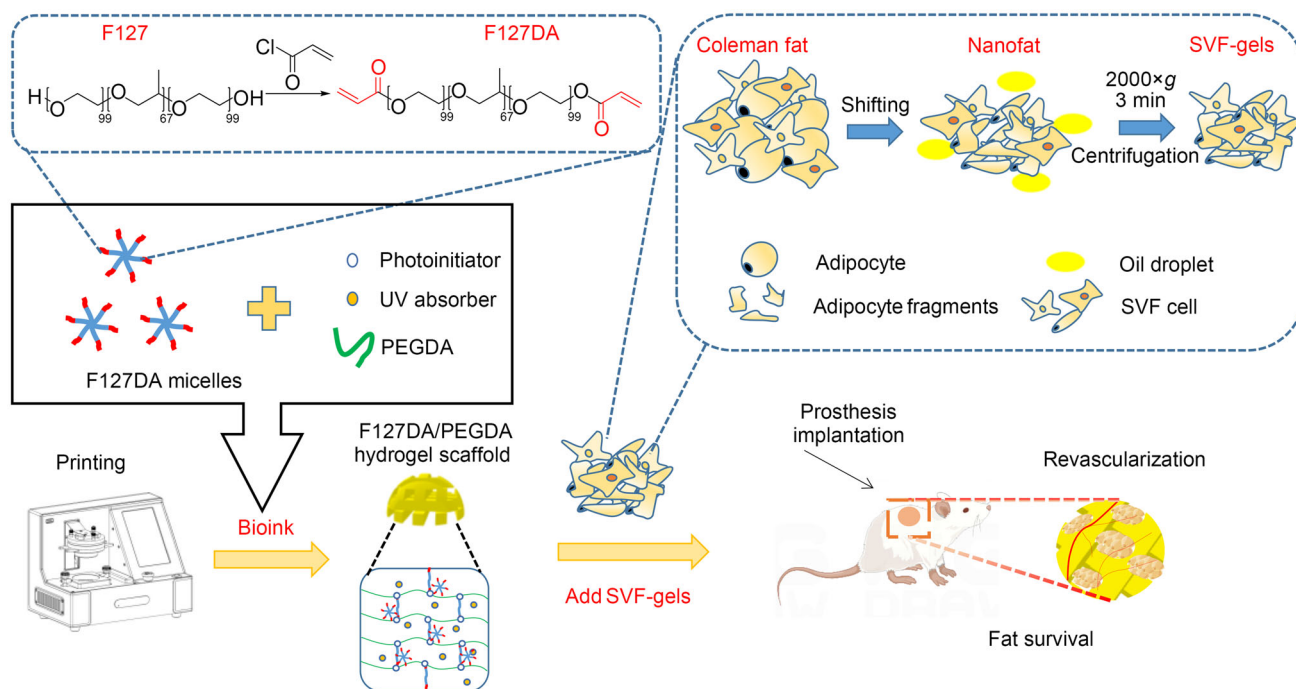 F127
F127DA
Cl
O
H
O
99
O
67
O
OH
99
O
O
99
O
67
O
99
O
O
Coleman fat
Nanofat
SVF-gels
Shifting
2000×g
3 min
Centrifugation
Adipocyte
Oil droplet
Adipocyte fragments
SVF cell
Photoinitiator
UV absorber
PEGDA
F127DA micelles
Printing
Bioink
F127DA/PEGDA
hydrogel scaffold
Add SVF-gels
Prosthesis
implantation
Revascularization
Fat survival